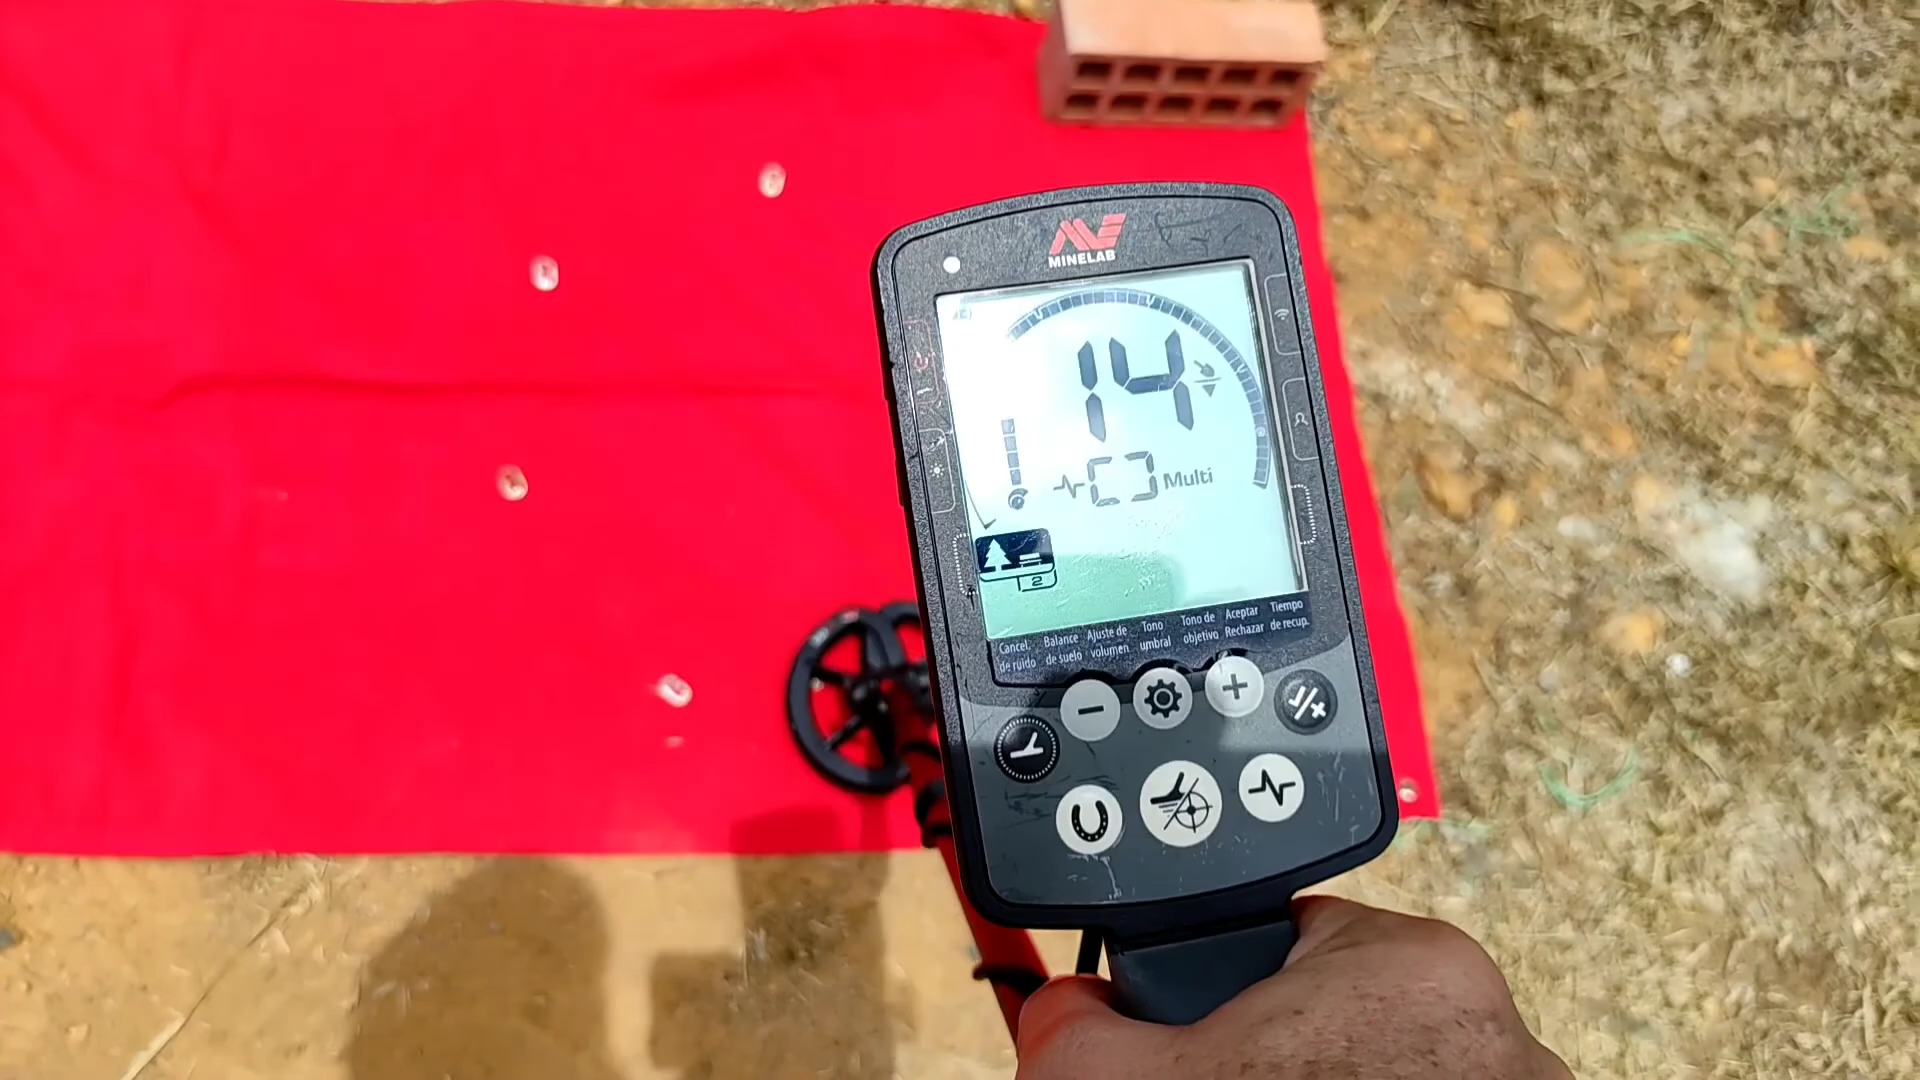 MINELAB
14
Multi
2
Cancel.
de ruido
Balance
de suelo
Ajuste de
volumen
Tono
umbral
Tono de
objetivo
Aceptar
Rechazar
Tiempo
de recup.